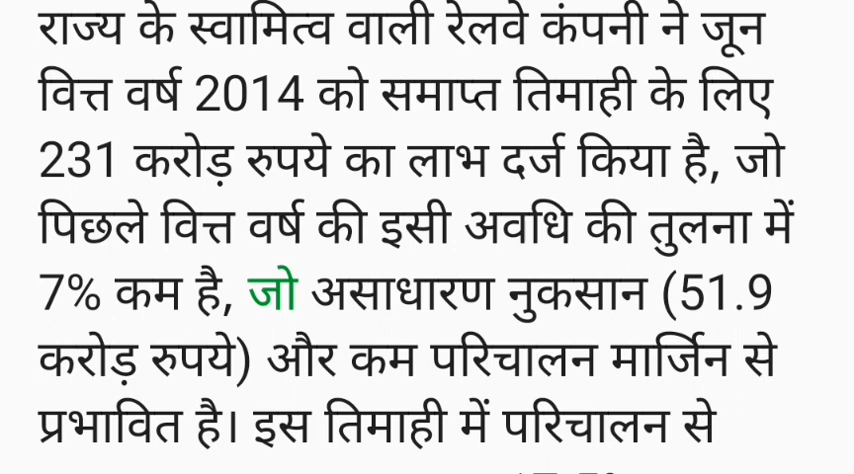 राज्य के स्वामित्व वाली रेलवे कंपनी ने जून
वित्त वर्ष 2014 को समाप्त तिमाही के लिए
231 करोड़ रुपये का लाभ दर्ज किया है, जो
पिछले वित्त वर्ष की इसी अवधि की तुलना में
7% कम है, जो असाधारण नुकसान (51.9
करोड़ रुपये) और कम परिचालन मार्जिन से
प्रभावित है। इस तिमाही में परिचालन से